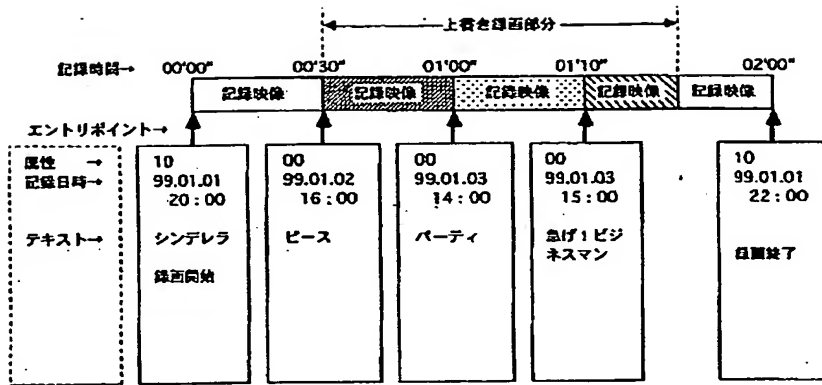 上書き録画部分
記録時間→ 00'00" 00'30" 01'00" 01'10" 02'00"
記録映像 記録映像 記録映像 記録映像 記録映像
エントリポイント→
属性 → 10 00 00 00 10
記録日時→ 99.01.01 99.01.02 99.01.03 99.01.03 99.01.01
20:00 16:00 14:00 15:00 22:00
テキスト→ シンデレラ ピース パーティ 急げ!ビジ
ネスマン
録画開始 録画終了